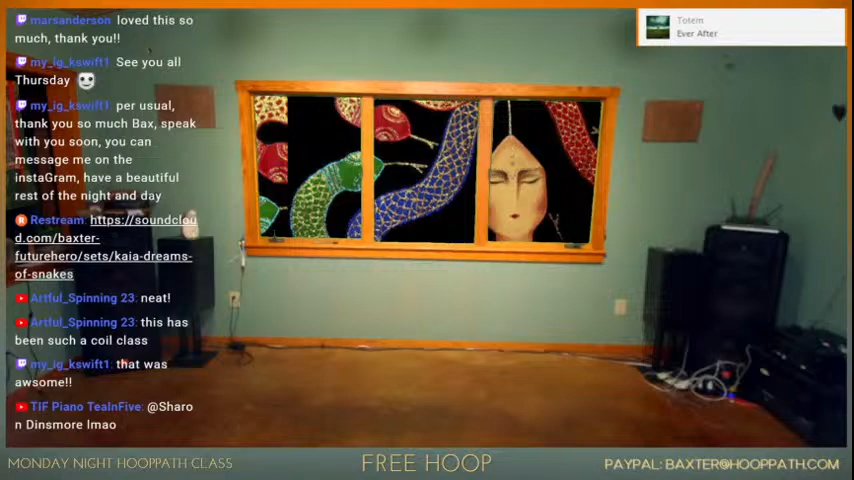 marsanderson loved this so
much, thank you!!
my_ig_kswift1 See you all
Thursday
my_ig_kswift1: per usual,
thank you so much Bax, speak
with you soon, you can
message me on the
instaGram, have a beautiful
rest of the night and day
Restream: https://soundclou
d.com/baxter-
futurehero/sets/kaia-dreams-
of-snakes
Artful_Spinning 23: neat!
Artful_Spinning 23: this has
been such a coil class
my_ig_kswift1: that was
awsome!!
TIF Piano TeaInFive: @Sharo
n Dinsmore lmao
Totem
Ever After
MONDAY NIGHT HOOPPATH CLASS
FREE HOOP
PAYPAL: BAXTER@HOOPPATH.COM